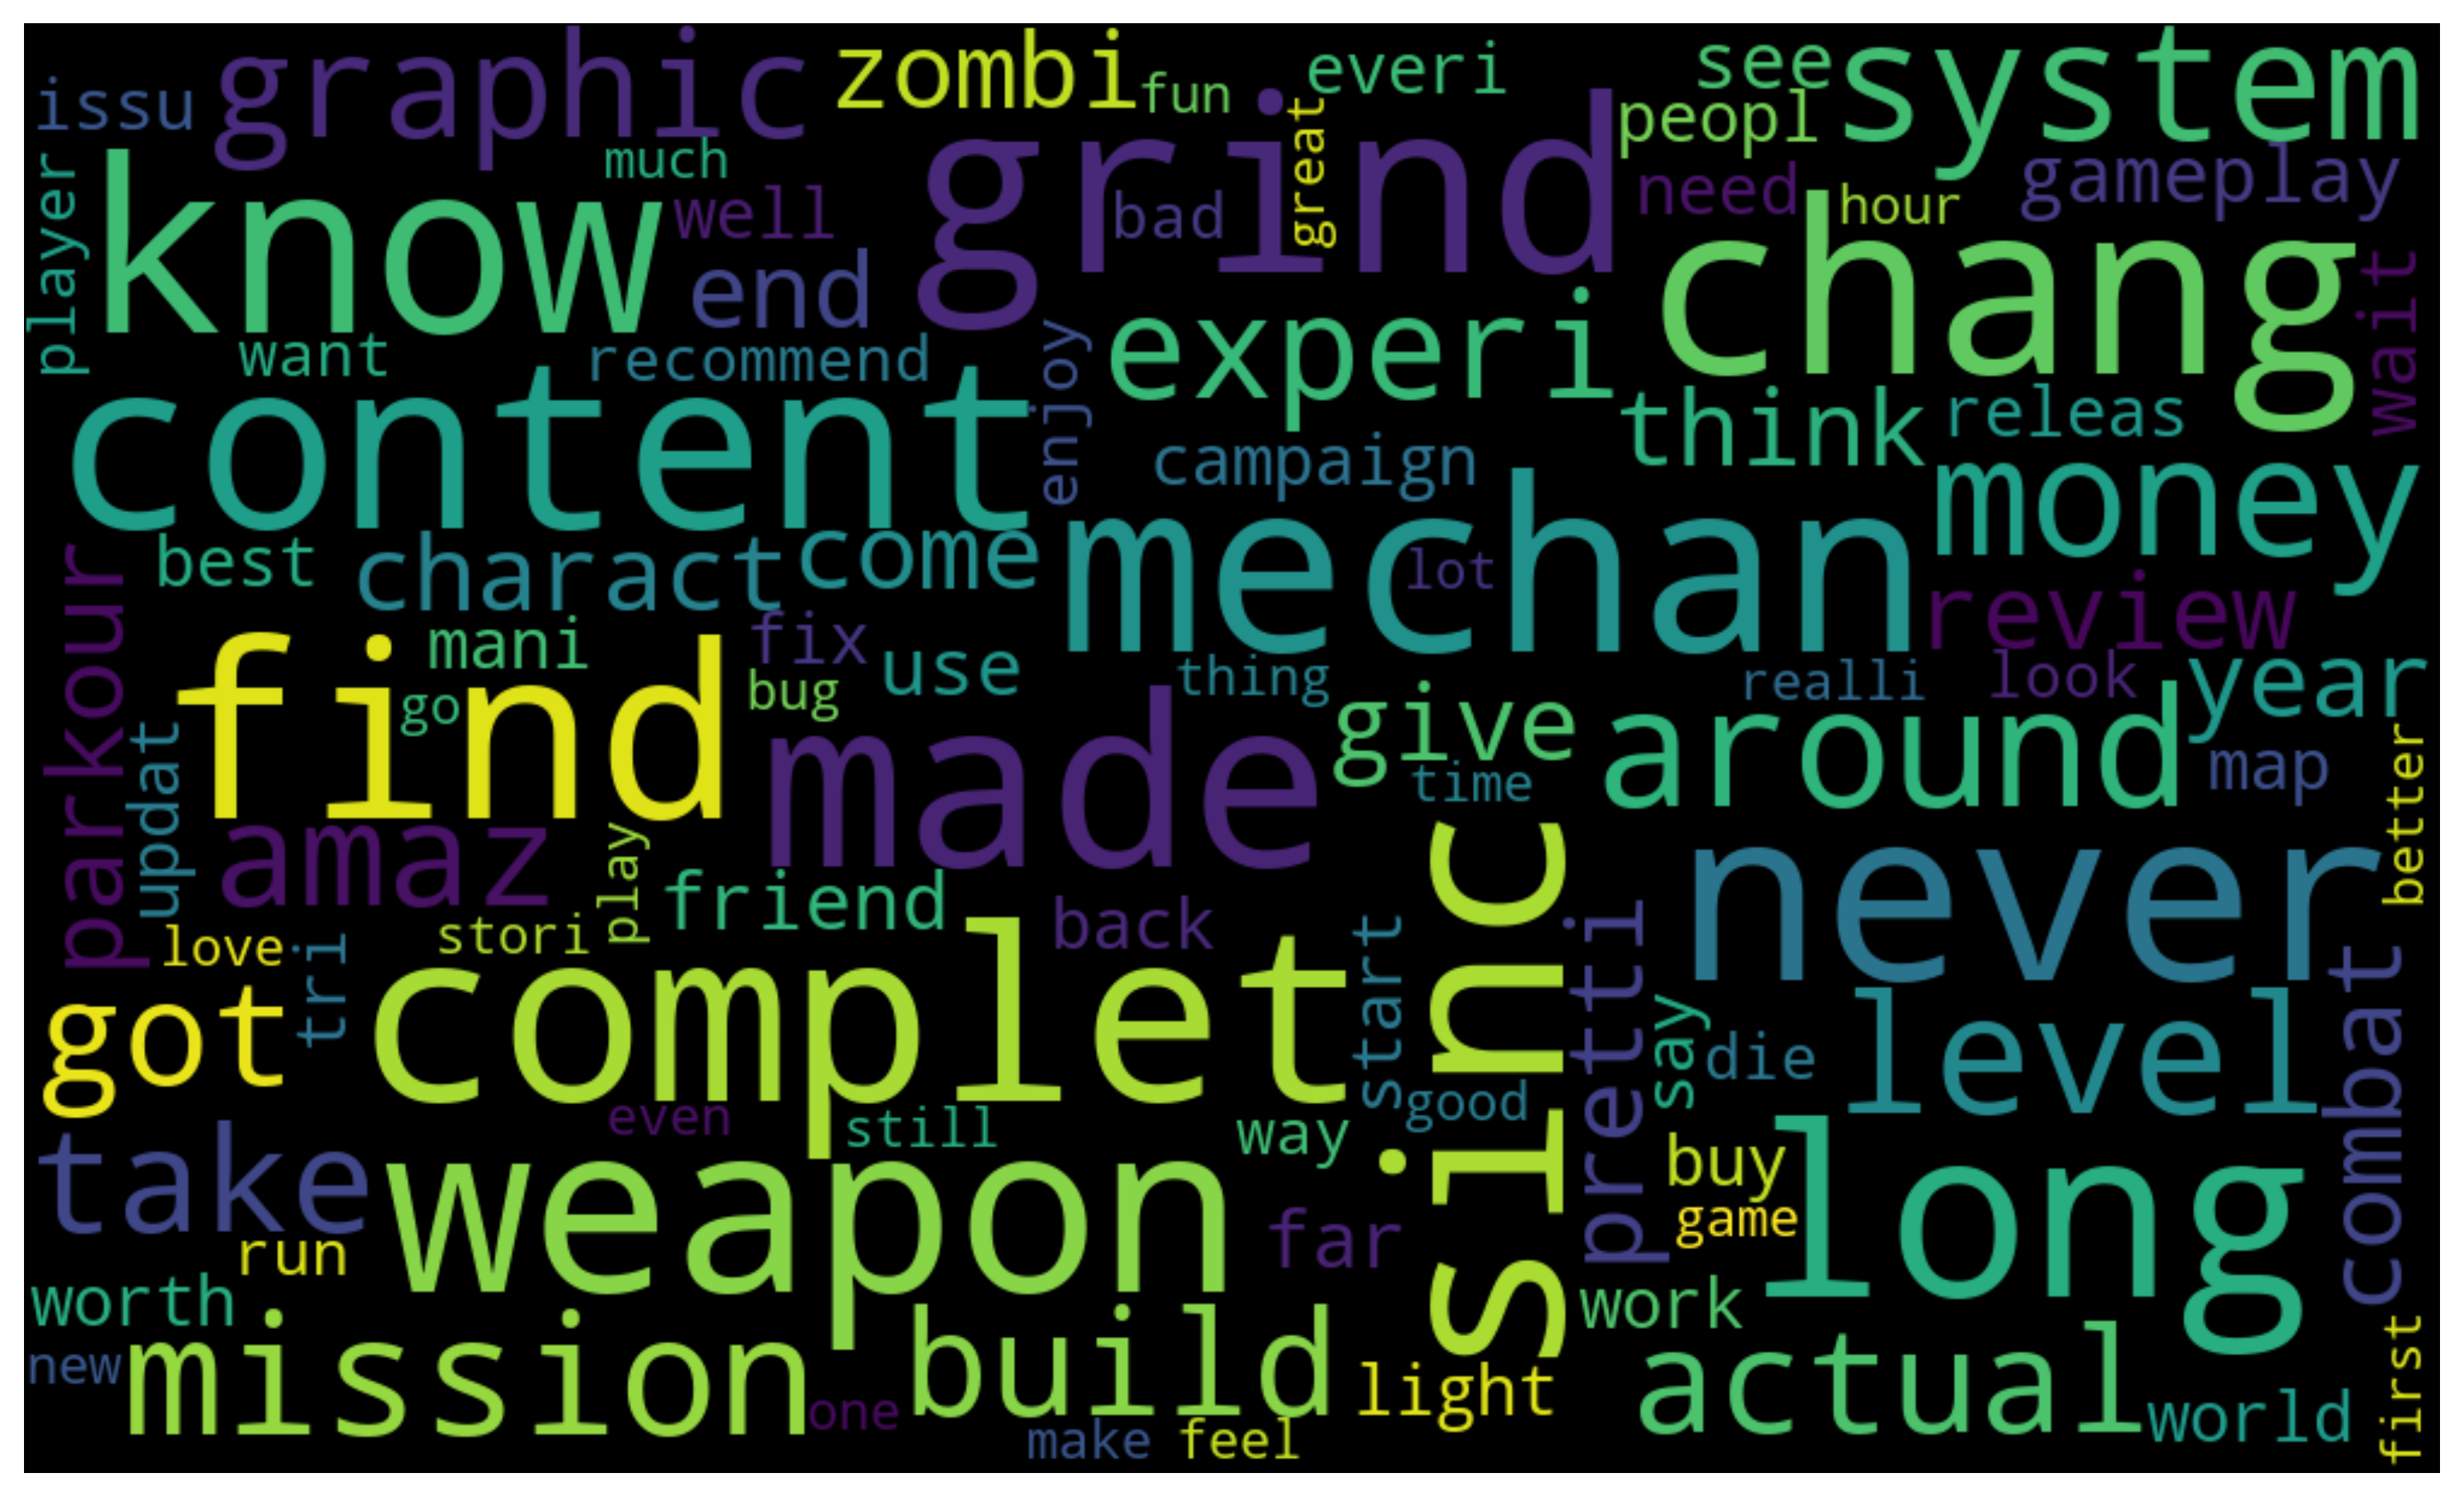 issu
graphic
zombi
fun
everi
see
system
peopl
great
grind
much
player
know
well
bad
need
hour
gameplay
end
chang
wait
want
recommend
enjoy
experi
think
releas
content
campaign
money
best
charact
come
mechan
lot
review
parkour
mani
fix
use
thing
realli
look
year
find
go
bug
made
give
around
time
map
better
updat
amaz
play
friend
back
since
never
love
stori
tri
start
pretti
combat
got
complet
say
die
level
good
even
still
way
take
weapon
far
buy
game
long
run
worth
work
mission
build
light
actual
new
one
make
feel
world
first